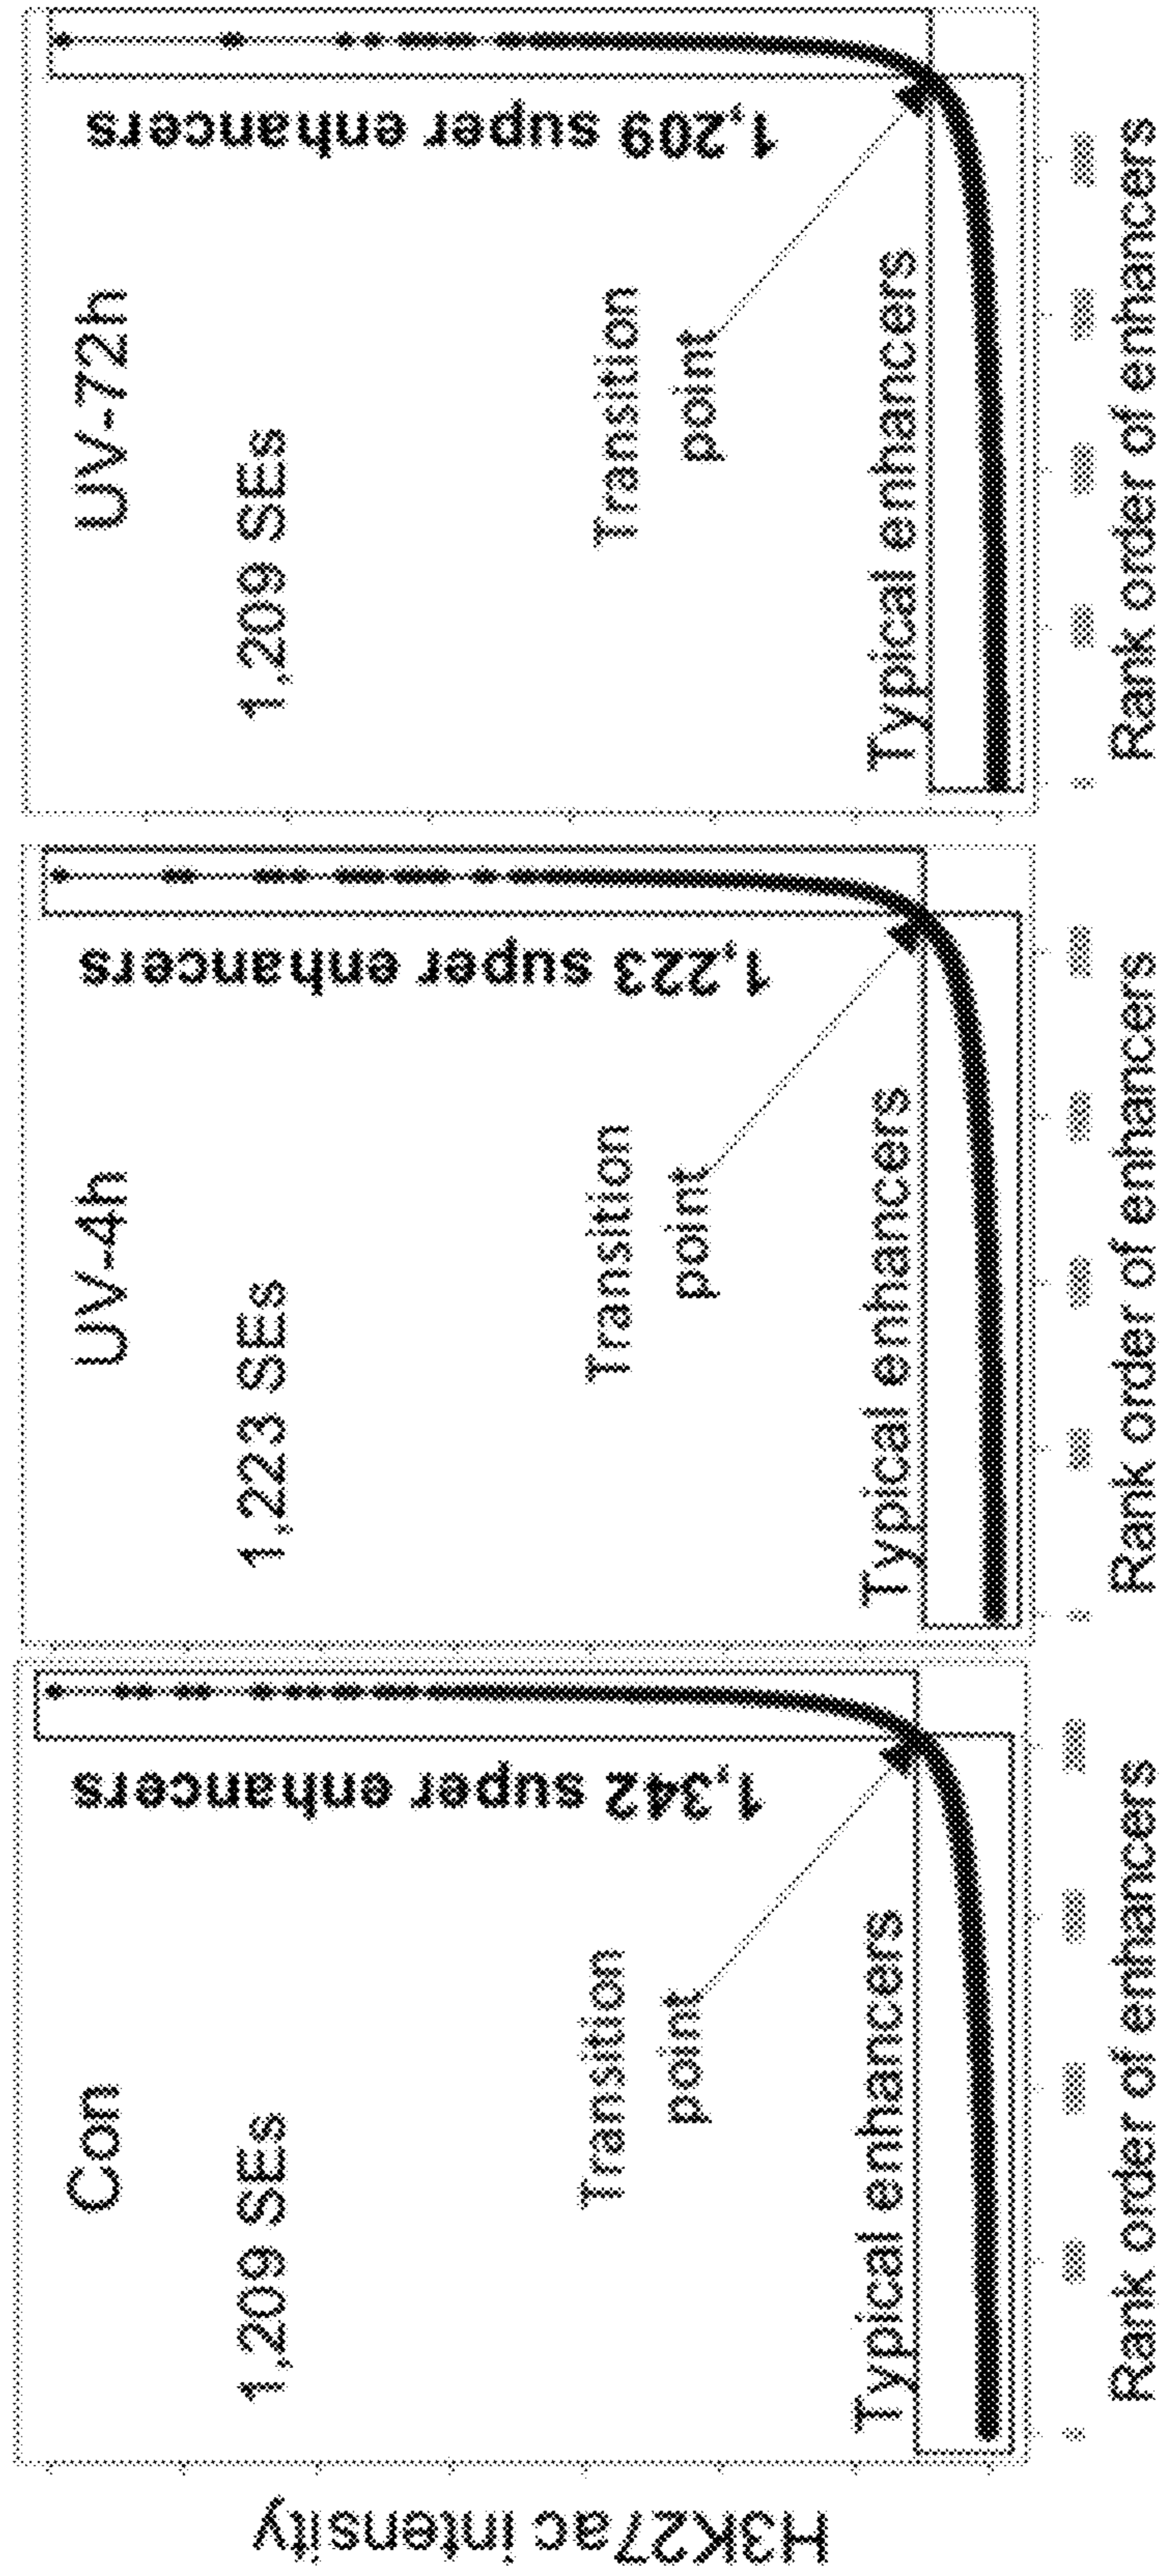 H3K27ac intensity
Con
1,209 SEs
1,342 super enhancers
Transition
point
Typical enhancers
Rank order of enhancers
UV-4h
1,223 SEs
1,223 super enhancers
Transition
point
Typical enhancers
Rank order of enhancers
UV-72h
1,209 SEs
1,209 super enhancers
Transition
point
Typical enhancers
Rank order of enhancers